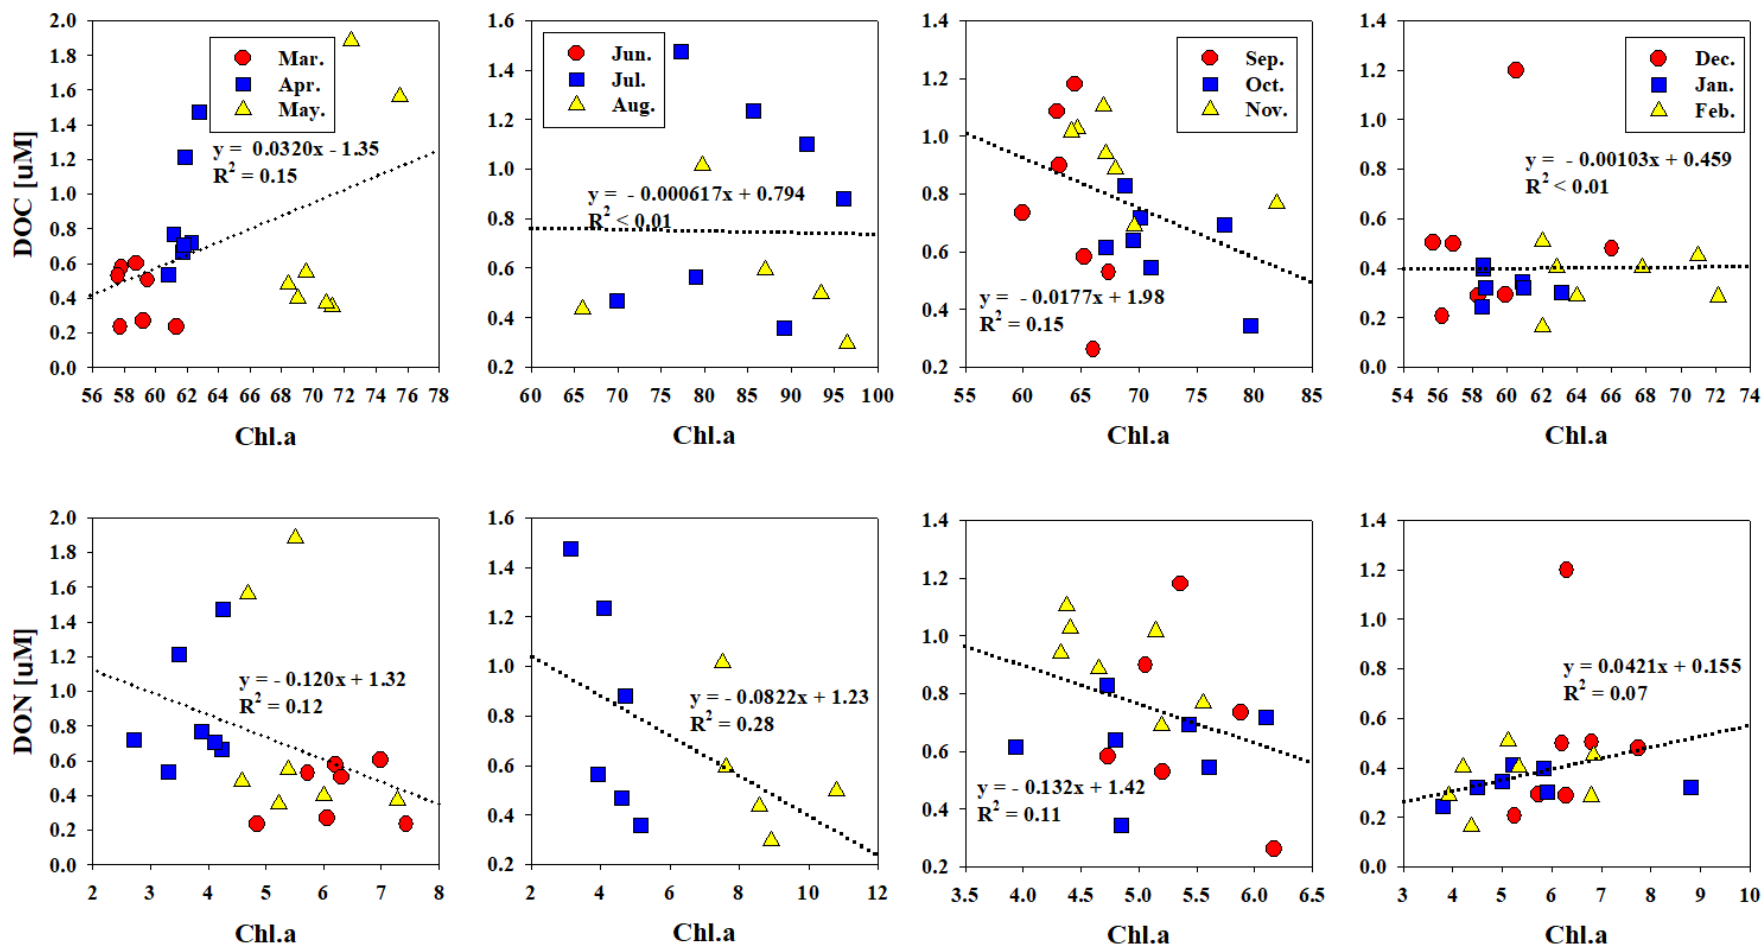 DOC [uM]
2.0
1.8
1.6
1.4
1.2
1.0
0.8
0.6
0.4
0.2
0.0
Mar.
Apr.
May.
y = 0.0320x - 1.35
R² = 0.15
56 58 60 62 64 66 68 70 72 74 76 78
Chl.a
1.6
1.4
1.2
1.0
0.8
0.6
0.4
0.2
Jun.
Jul.
Aug.
y = - 0.000617x + 0.794
R² < 0.01
60 65 70 75 80 85 90 95 100
Chl.a
1.4
1.2
1.0
0.8
0.6
0.4
0.2
Sep.
Oct.
Nov.
y = - 0.0177x + 1.98
R² = 0.15
55 60 65 70 75 80 85
Chl.a
1.4
1.2
1.0
0.8
0.6
0.4
0.2
0.0
Dec.
Jan.
Feb.
y = - 0.00103x + 0.459
R² < 0.01
54 56 58 60 62 64 66 68 70 72 74
Chl.a
DON [uM]
2.0
1.8
1.6
1.4
1.2
1.0
0.8
0.6
0.4
0.2
0.0
y = - 0.120x + 1.32
R² = 0.12
2 3 4 5 6 7 8
Chl.a
1.6
1.4
1.2
1.0
0.8
0.6
0.4
0.2
y = - 0.0822x + 1.23
R² = 0.28
2 4 6 8 10 12
Chl.a
1.4
1.2
1.0
0.8
0.6
0.4
0.2
y = - 0.132x + 1.42
R² = 0.11
3.5 4.0 4.5 5.0 5.5 6.0 6.5
Chl.a
1.4
1.2
1.0
0.8
0.6
0.4
0.2
0.0
y = 0.0421x + 0.155
R² = 0.07
3 4 5 6 7 8 9 10
Chl.a